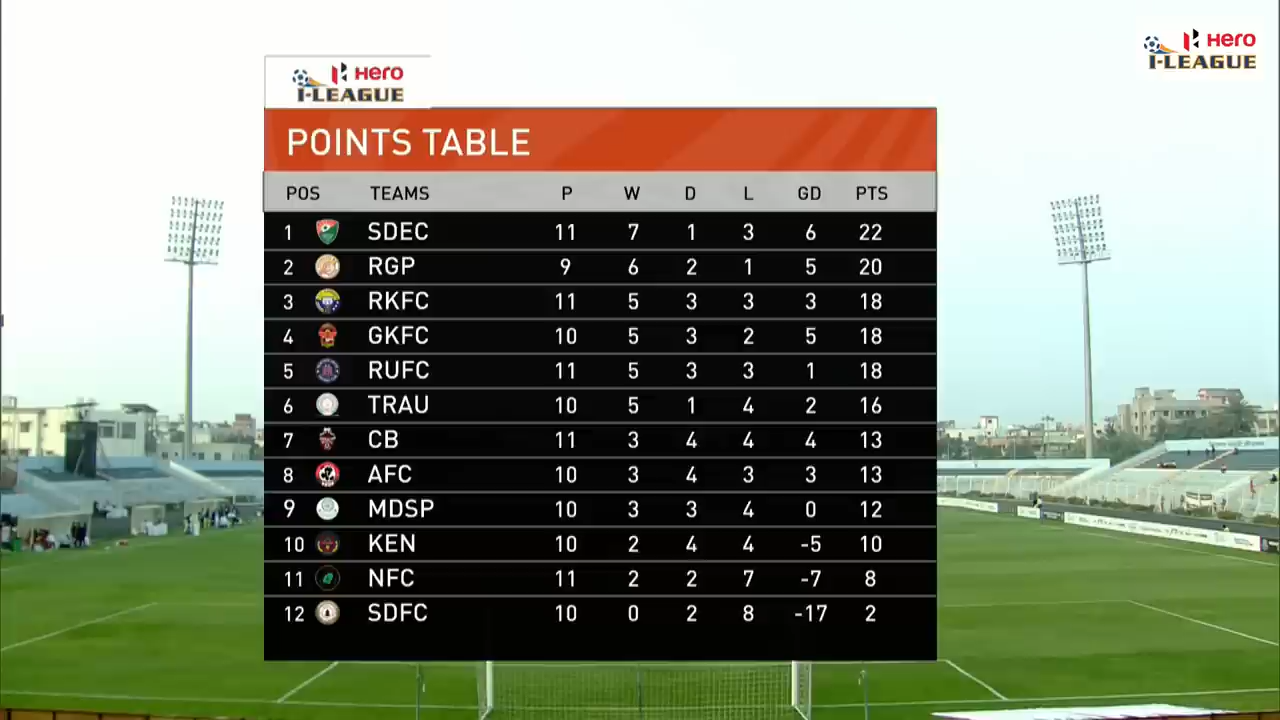 Hero
I-LEAGUE
Hero
I-LEAGUE
POINTS TABLE
POS TEAMS P W D L GD PTS
1 SDEC 11 7 1 3 6 22
2 RGP 9 6 2 1 5 20
3 RKFC 11 5 3 3 3 18
4 GKFC 10 5 3 2 5 18
5 RUFC 11 5 3 3 1 18
6 TRAU 10 5 1 4 2 16
7 CB 11 3 4 4 4 13
8 AFC 10 3 4 3 3 13
9 MDSP 10 3 3 4 0 12
10 KEN 10 2 4 4 -5 10
11 NFC 11 2 2 7 -7 8
12 SDFC 10 0 2 8 -17 2